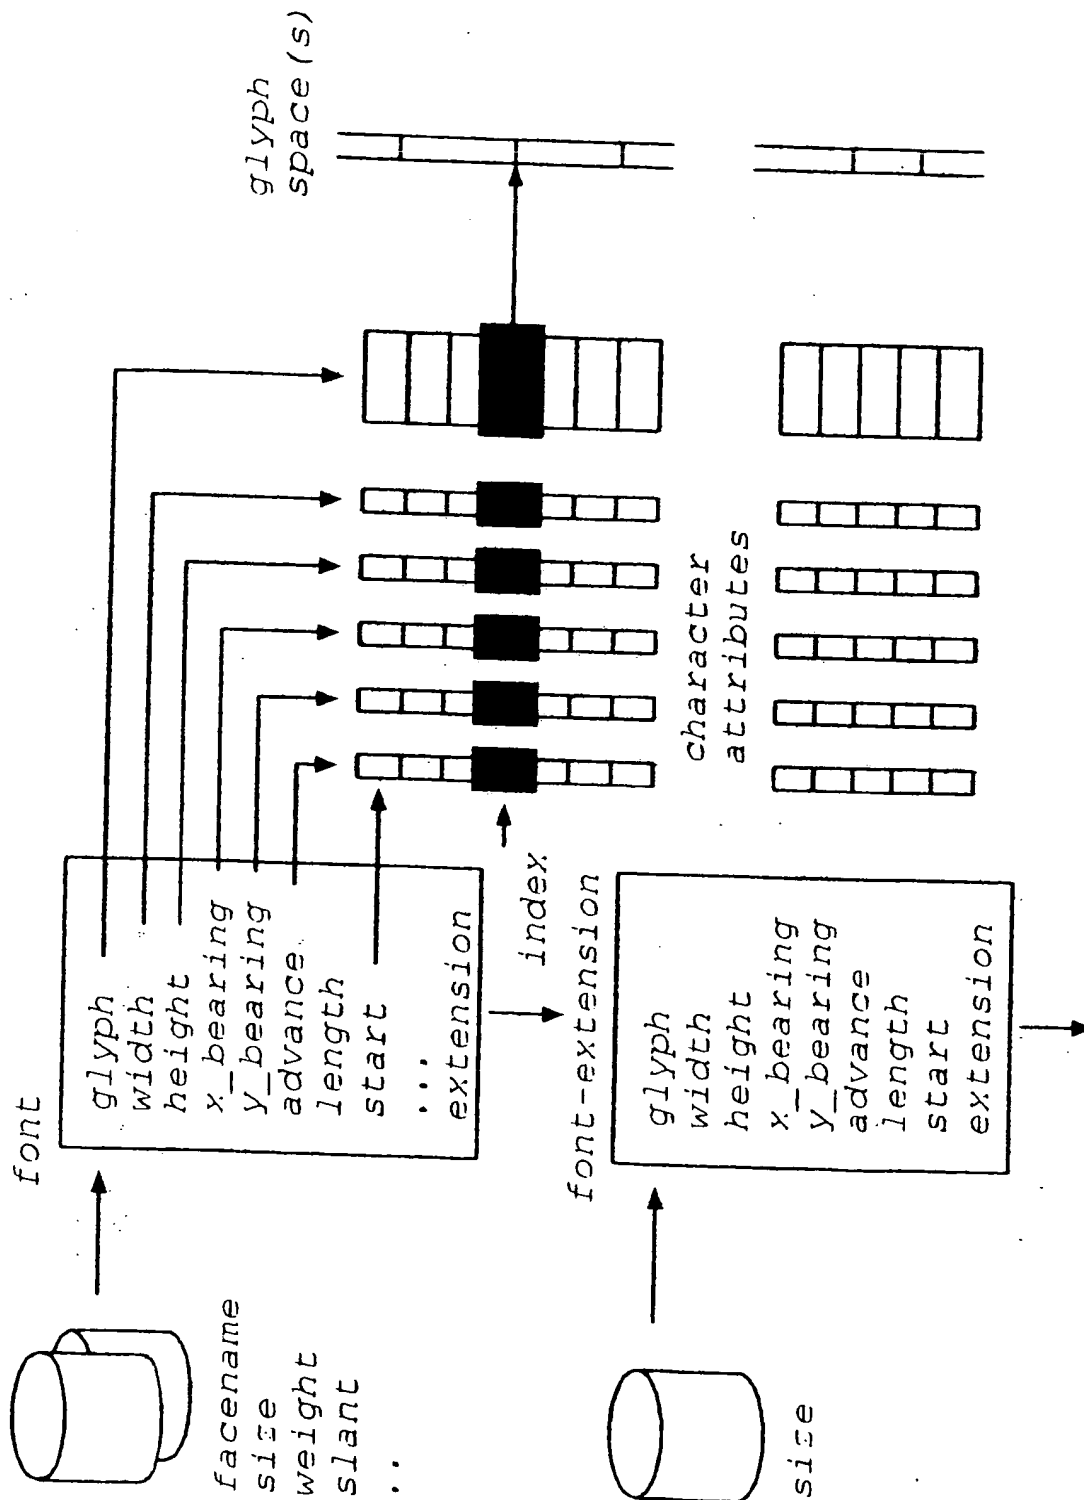 font
glyph
width
height
x_bearing
y_bearing
advance
length
start
...
extension
facename
size
weight
slant
..
index
glyph
space(s)
character
attributes
font-extension
glyph
width
height
x_bearing
y_bearing
advance
length
start
extension
size